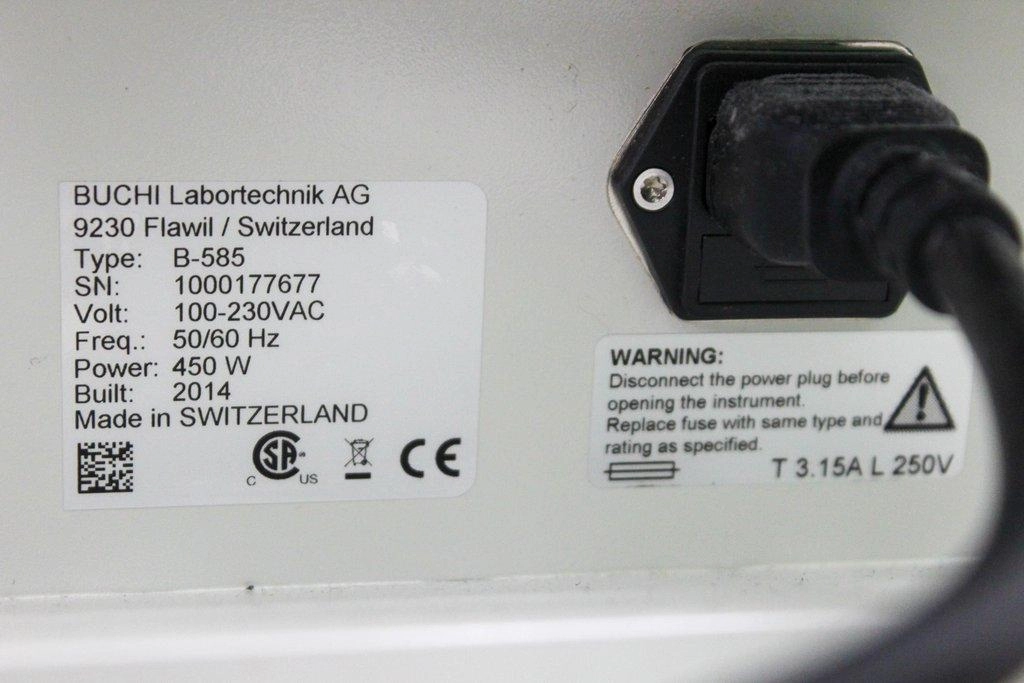 BUCHI Labortechnik AG
9230 Flawil / Switzerland
Type: B-585
SN: 1000177677
Volt: 100-230VAC
Freq.: 50/60 Hz
Power: 450 W
Built: 2014
Made in SWITZERLAND
C SA US
CE
WARNING:
Disconnect the power plug before
opening the instrument.
Replace fuse with same type and
rating as specified.
T 3.15A L 250V